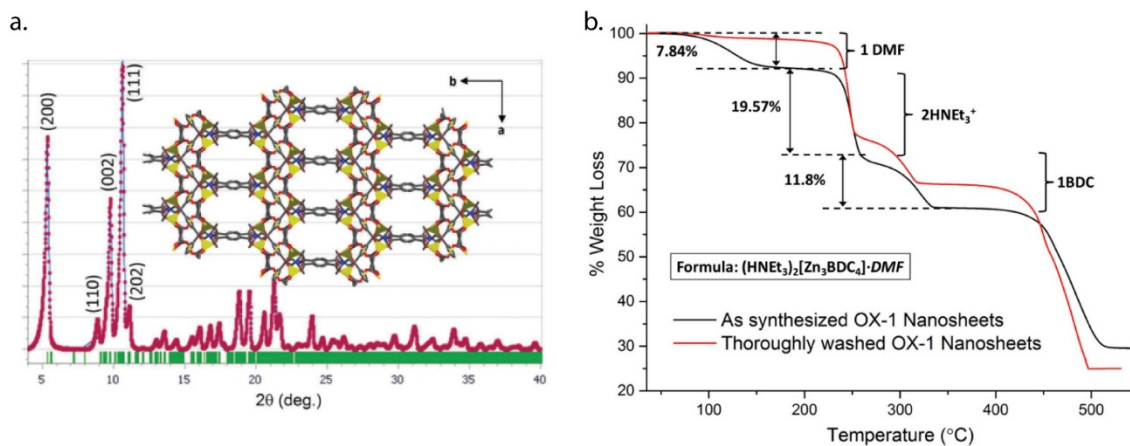 a.
(200)
(110)
(002)
(111)
(202)
b
a
5
10
15
20
25
30
35
40
2θ (deg.)
b.
100
90
80
70
60
50
40
30
20
% Weight Loss
7.84%
1 DMF
19.57%
2HNEt₃⁺
11.8%
1BDC
Formula: (HNEt₃)₂[Zn₃BDC₄]·DMF
As synthesized OX-1 Nanosheets
Thoroughly washed OX-1 Nanosheets
100
200
300
400
500
Temperature (°C)